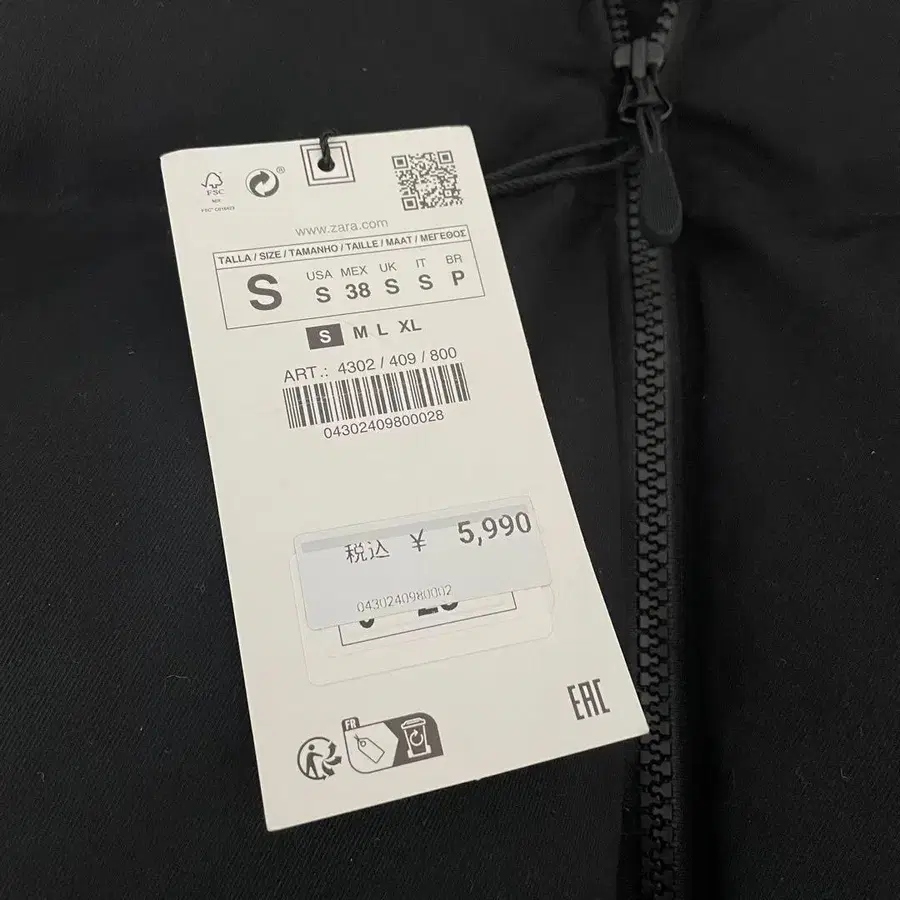 FSC
MIX
www.zara.com
TALLA / SIZE / TAMANHO / TAILLE / MAAT / ΜΕΓΕΘΟΣ
USA MEX UK IT BR
S S 38 S S P
S M L XL
ART.: 4302 / 409 / 800
04302409800028
税込 ¥ 5,990
0430240980002
FR
EAC